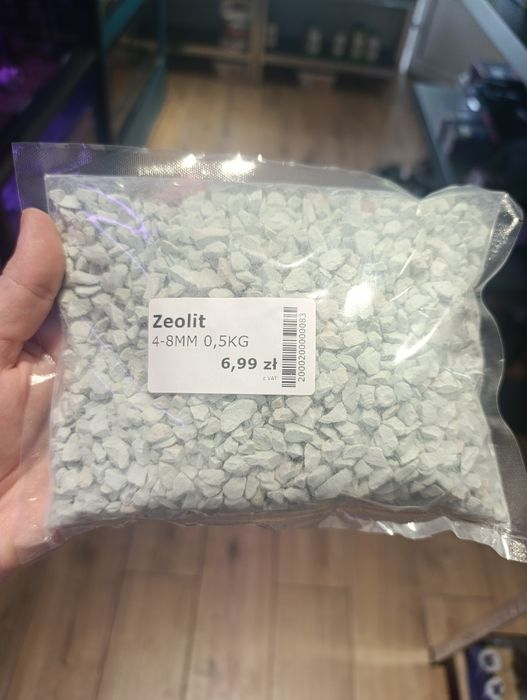 Zeolit
4-8MM 0,5KG
6,99 zł
z VAT
2000200000083